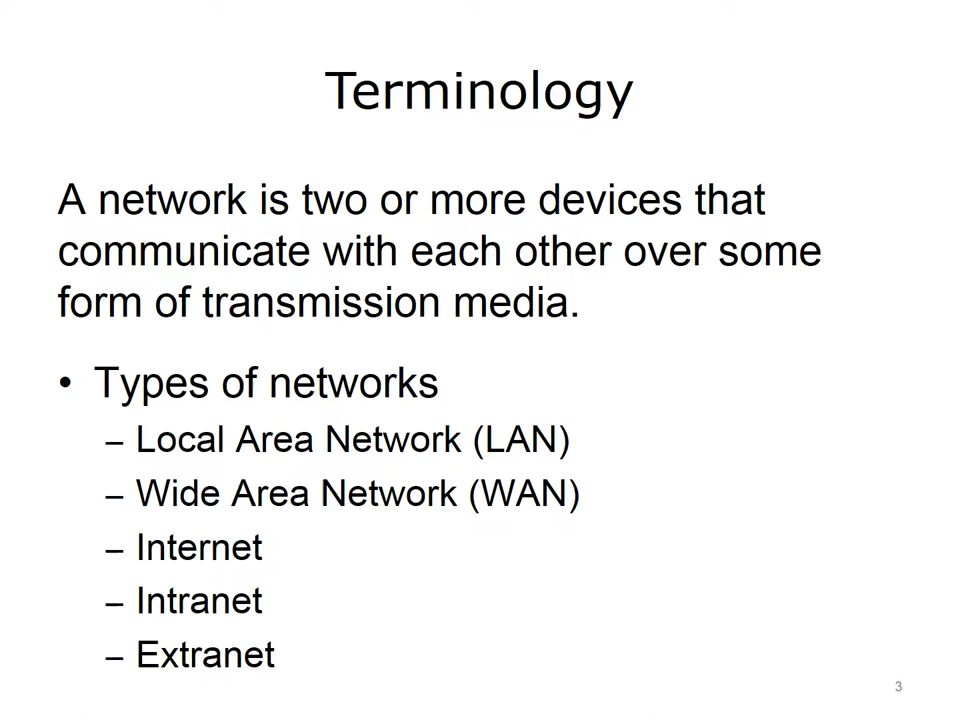 Terminology
A network is two or more devices that
communicate with each other over some
form of transmission media.
• Types of networks
– Local Area Network (LAN)
– Wide Area Network (WAN)
– Internet
– Intranet
– Extranet
3